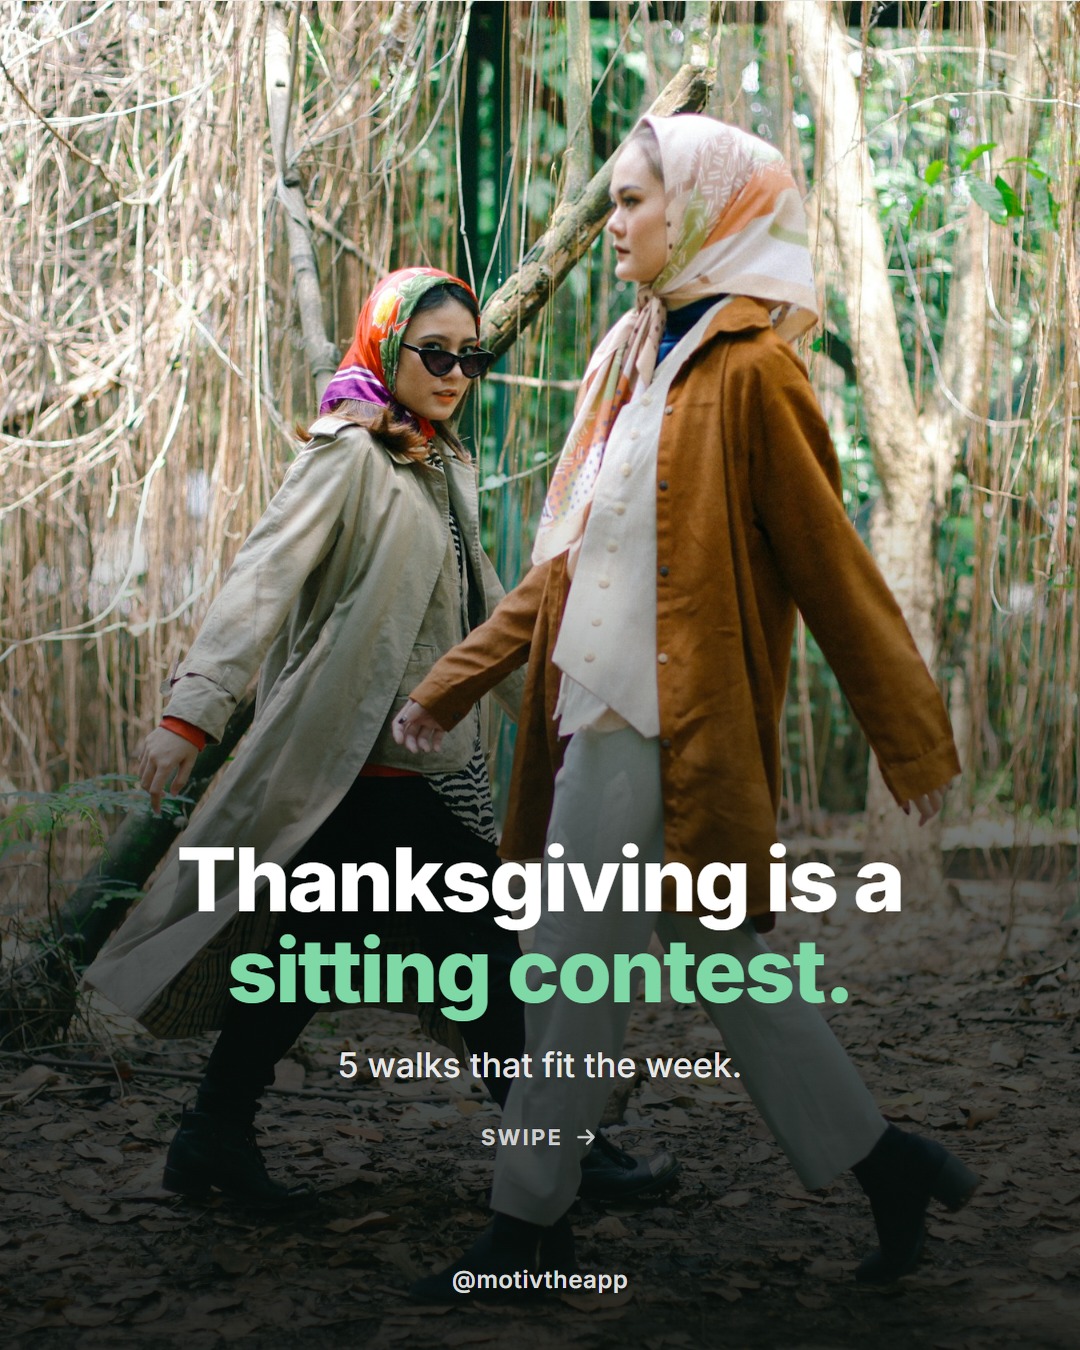 Thanksgiving is a
sitting contest.
5 walks that fit the week.
SWIPE →
@motivtheapp